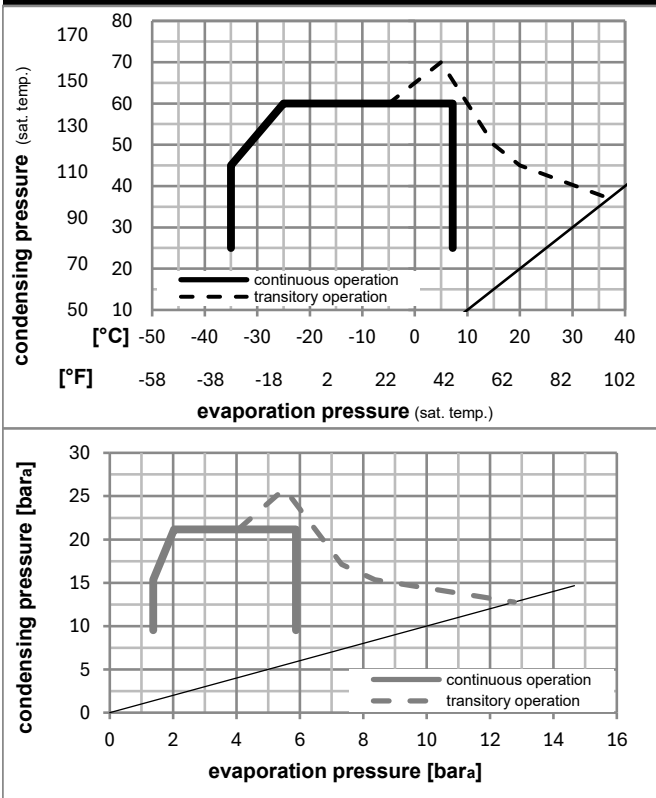 condensing pressure (sat. temp.)
170
150
130
110
90
70
50
80
70
60
50
40
30
20
10
continuous operation
transitory operation
[°C] -50 -40 -30 -20 -10 0 10 20 30 40
[°F] -58 -38 -18 2 22 42 62 82 102
evaporation pressure (sat. temp.)
condensing pressure [bara]
30
25
20
15
10
5
0
continuous operation
transitory operation
0 2 4 6 8 10 12 14 16
evaporation pressure [bara]